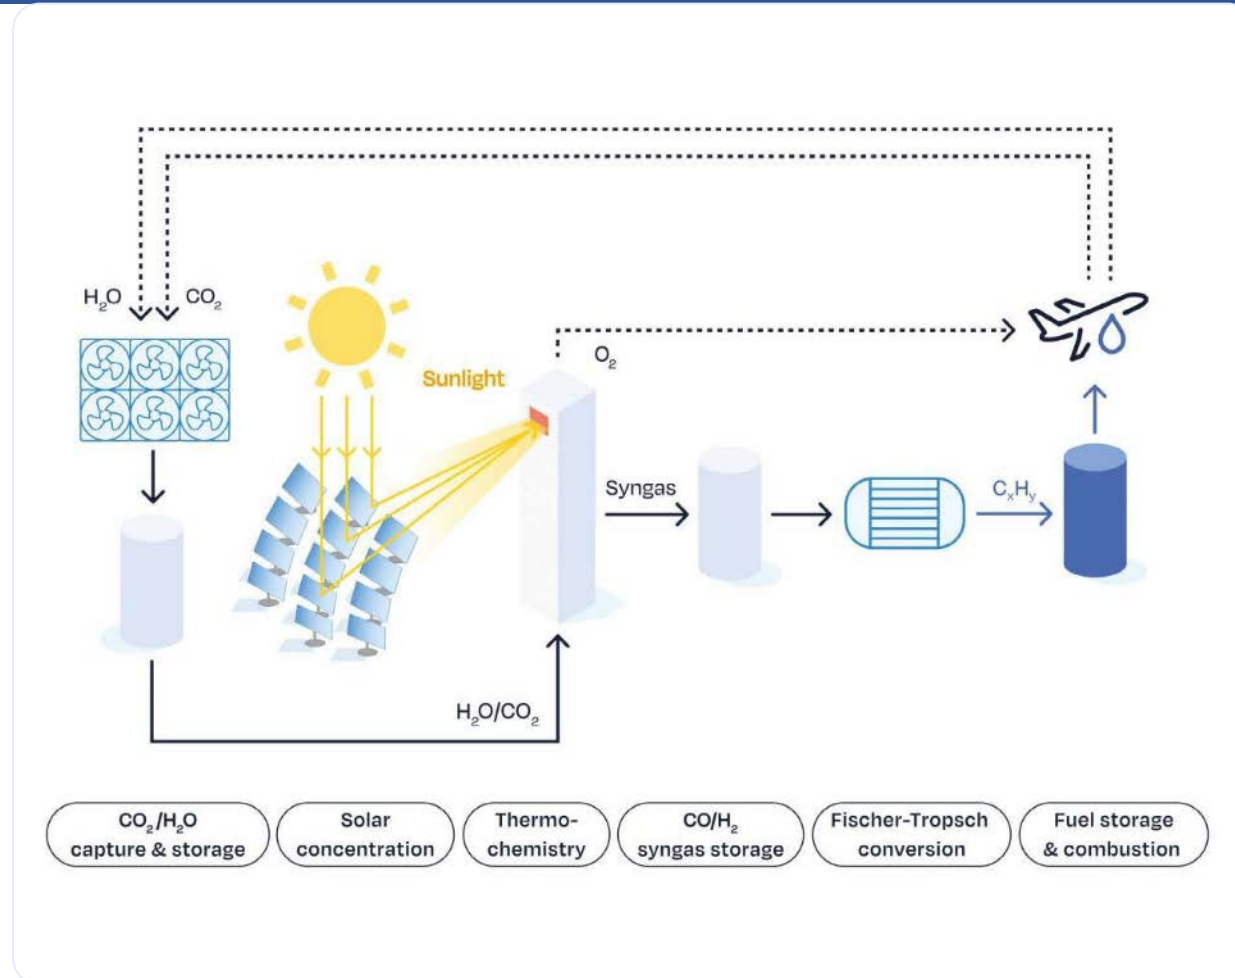 H₂O
CO₂
Sunlight
O₂
Syngas
CₓHᵧ
H₂O/CO₂
CO₂/H₂O
capture & storage
Solar
concentration
Thermo-
chemistry
CO/H₂
syngas storage
Fischer-Tropsch
conversion
Fuel storage
& combustion